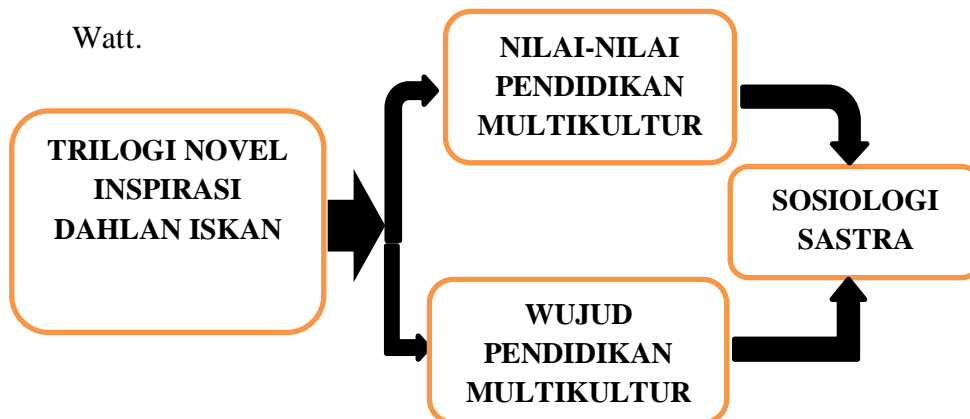 Watt.
TRILOGI NOVEL
INSPIRASI
DAHLAN ISKAN
NILAI-NILAI
PENDIDIKAN
MULTIKULTUR
WUJUD
PENDIDIKAN
MULTIKULTUR
SOSIOLOGI
SASTRA